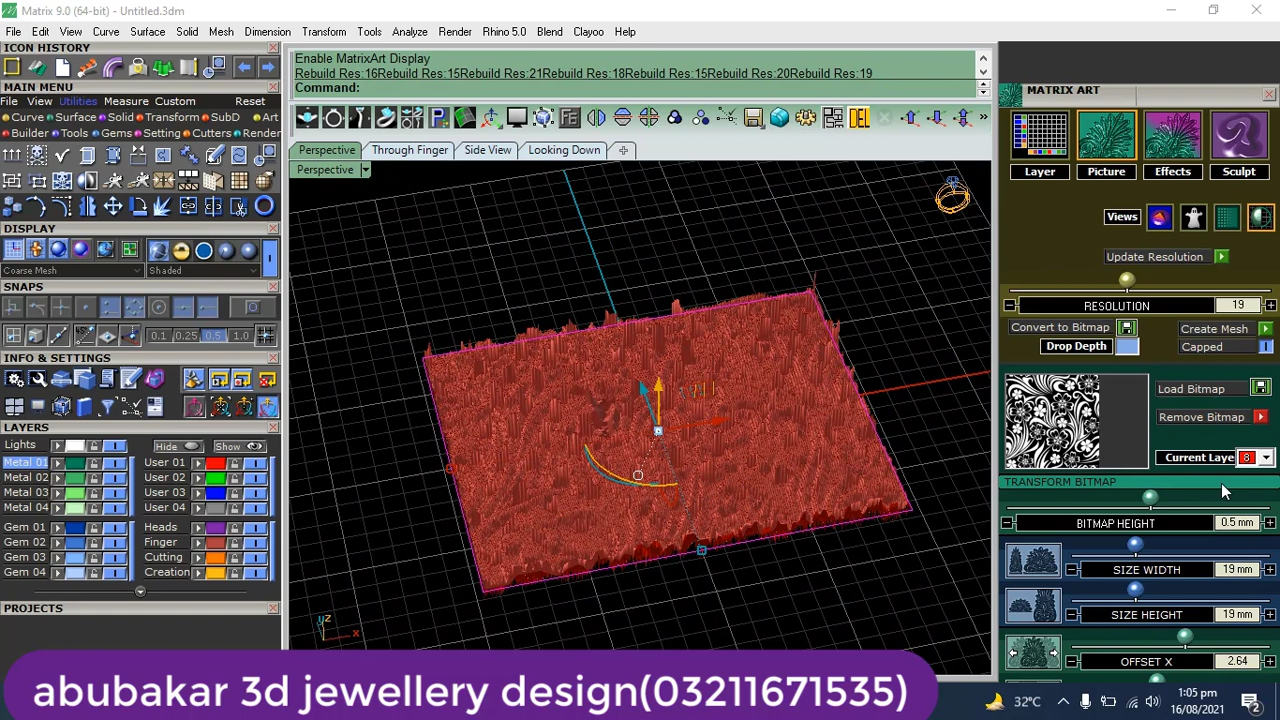 Matrix 9.0 (64-bit) - Untitled.3dm
File Edit View Curve Surface Solid Mesh Dimension Transform Tools Analyze Render Rhino 5.0 Blend Clayoo Help
ICON HISTORY
MAIN MENU
File View Utilities Measure Custom Reset
Curve Surface Solid Transform SubD Art
Builder Tools Gems Setting Cutters Render
DISPLAY
Coarse Mesh Shaded
SNAPS
0.1 0.25 0.5 1.0
INFO & SETTINGS
LAYERS
Lights Hide Show
Metal 01 User 01
Metal 02 User 02
Metal 03 User 03
Metal 04 User 04
Gem 01 Heads
Gem 02 Finger
Gem 03 Cutting
Gem 04 Creation
PROJECTS
Enable MatrixArt Display
Rebuild Res:16Rebuild Res:15Rebuild Res:21Rebuild Res:18Rebuild Res:15Rebuild Res:20Rebuild Res:19
Command:
Perspective Through Finger Side View Looking Down
Perspective
x
y
z
MATRIX ART
Layer Picture Effects Sculpt
Views
Update Resolution
RESOLUTION 19
Convert to Bitmap Create Mesh
Drop Depth Capped
Load Bitmap
Remove Bitmap
Current Laye 8
TRANSFORM BITMAP
BITMAP HEIGHT 0.5 mm
SIZE WIDTH 19 mm
SIZE HEIGHT 19 mm
OFFSET X 2.64
abubakar 3d jewellery design(03211671535)
32°C
1:05 pm
16/08/2021
2